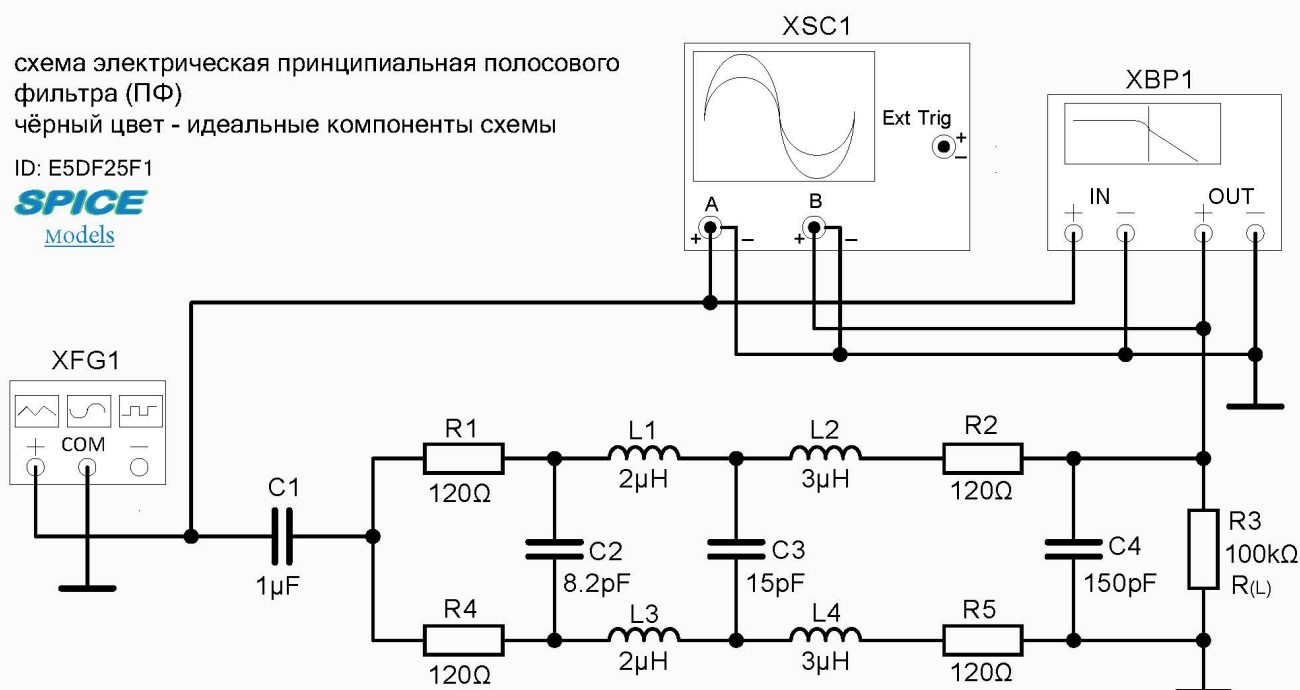 XSC1
схема электрическая принципиальная полосового
фильтра (ПФ)
чёрный цвет - идеальные компоненты схемы
ID: E5DF25F1
SPICE
Models
XBP1
Ext Trig
+
−
A
B
+
−
+
−
IN
OUT
+
−
+
−
XFG1
+
COM
−
C1
1µF
R1
120Ω
L1
2µH
L2
3µH
R2
120Ω
C2
8.2pF
C3
15pF
C4
150pF
R3
100kΩ
R(L)
R4
120Ω
L3
2µH
L4
3µH
R5
120Ω